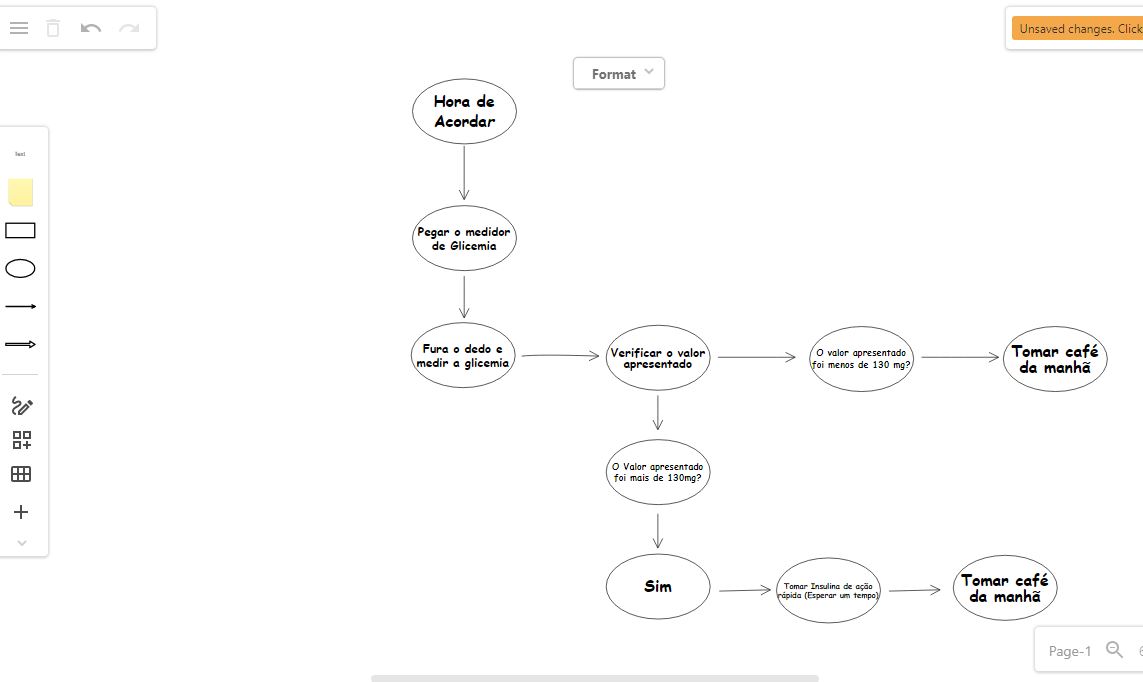 Unsaved changes. Click
Format
Text
Hora de
Acordar
Pegar o medidor
de Glicemia
Fura o dedo e
medir a glicemia
Verificar o valor
apresentado
O valor apresentado
foi menos de 130 mg?
Tomar café
da manhã
O Valor apresentado
foi mais de 130mg?
Sim
Tomar Insulina de ação
rápida (Esperar um tempo)
Tomar café
da manhã
Page-1